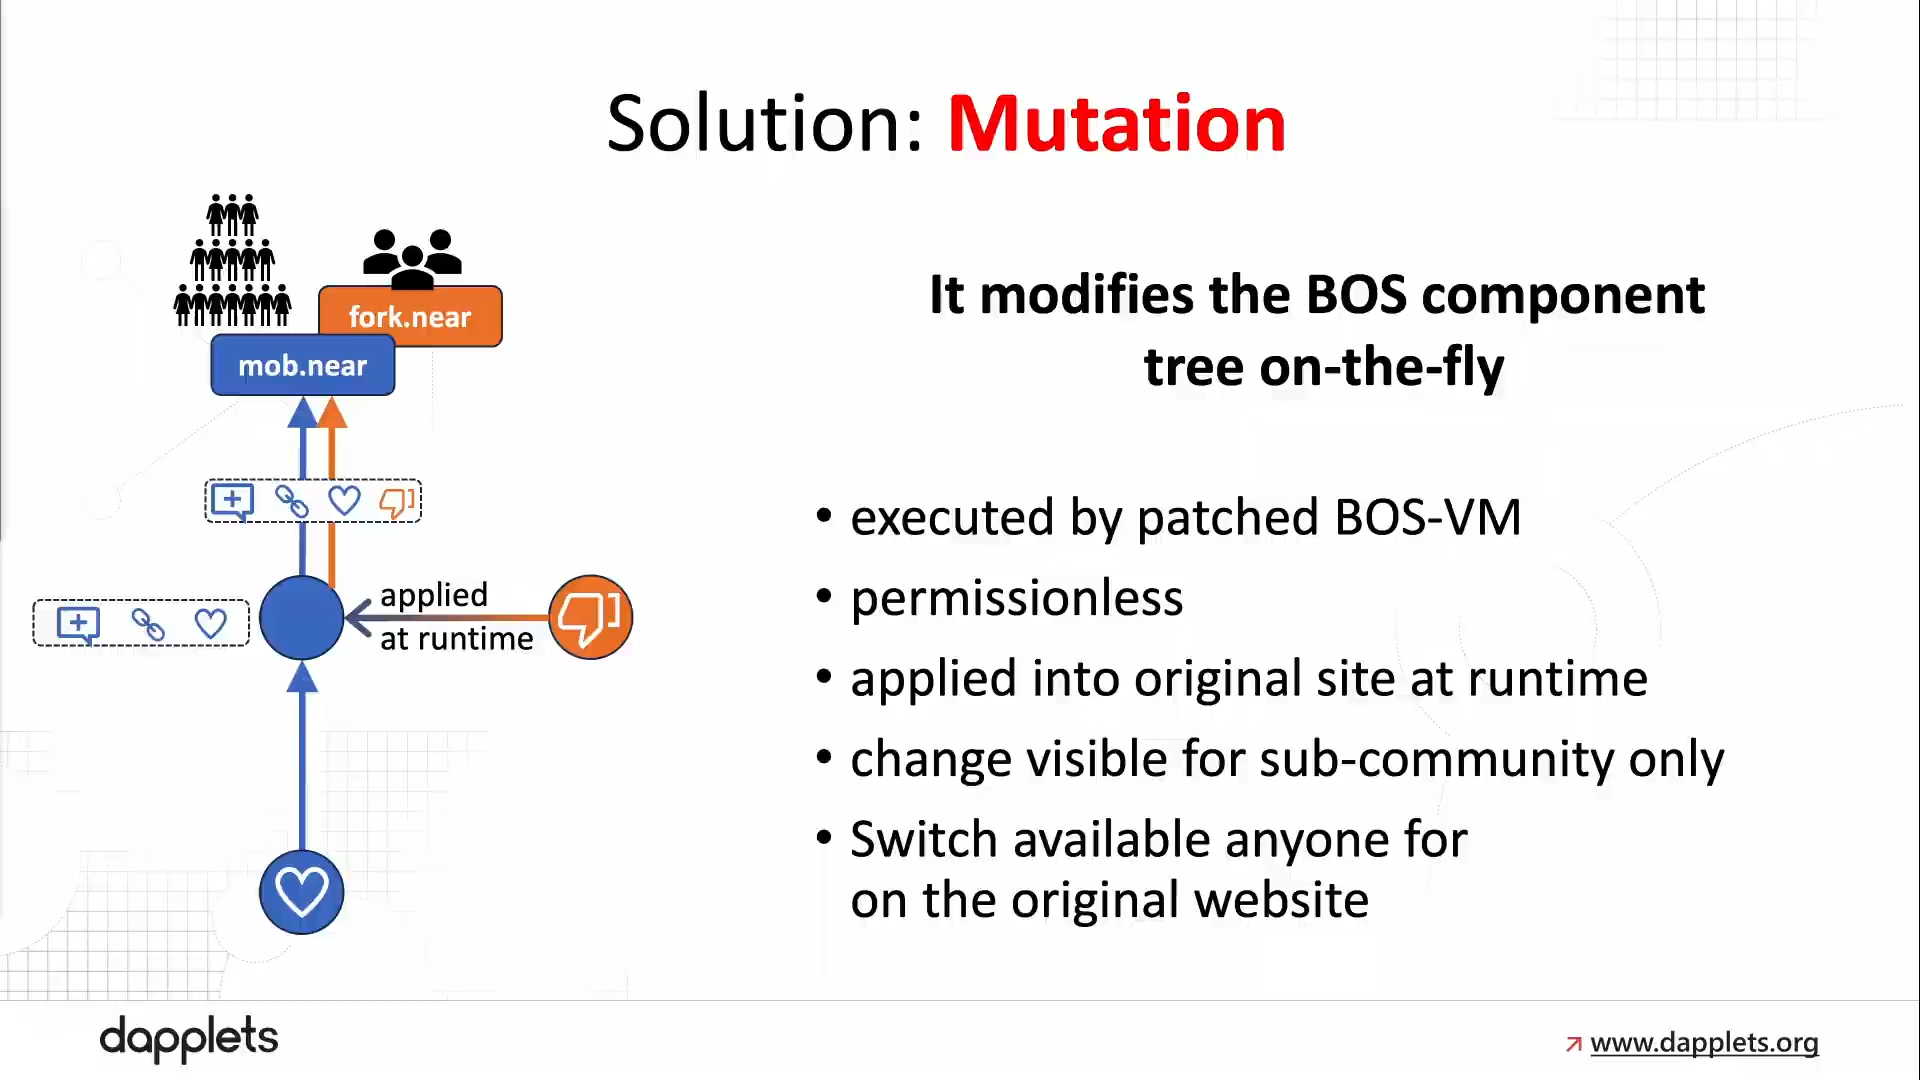 Solution: Mutation
fork.near
mob.near
applied
at runtime
It modifies the BOS component
tree on-the-fly
• executed by patched BOS-VM
• permissionless
• applied into original site at runtime
• change visible for sub-community only
• Switch available anyone for
on the original website
dapplets
www.dapplets.org